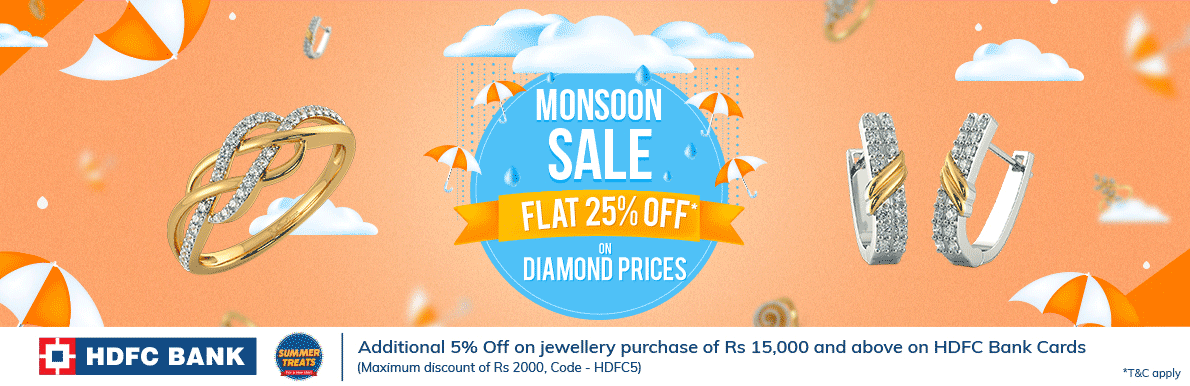 MONSOON
SALE
FLAT 25% OFF*
ON
DIAMOND PRICES
HDFC BANK
SUMMER
TREATS
Additional 5% Off on jewellery purchase of Rs 15,000 and above on HDFC Bank Cards
(Maximum discount of Rs 2000, Code - HDFC5)
*T&C apply